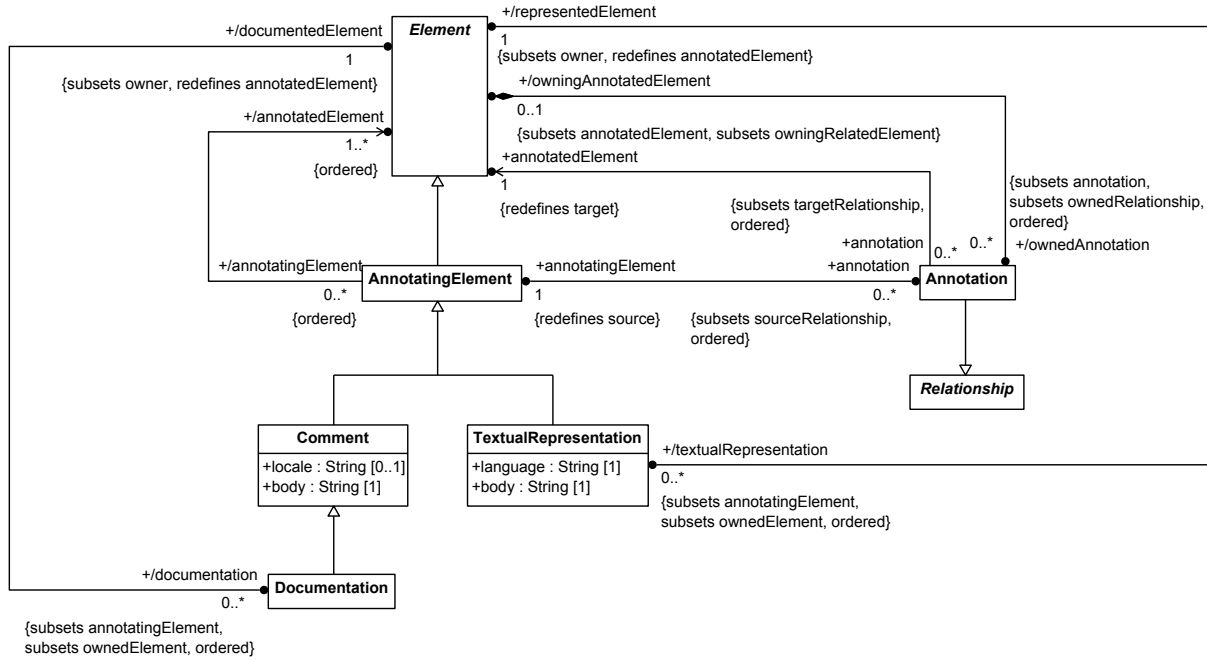 +/representedElement
Element
+/documentedElement
1
1
{subsets owner, redefines annotatedElement}
{subsets owner, redefines annotatedElement}
+/owningAnnotatedElement
0..1
+/annotatedElement
1..*
{subsets annotatedElement, subsets owningRelatedElement}
+annotatedElement
{ordered}
1
{redefines target}
{subsets annotation,
subsets ownedRelationship,
ordered}
{subsets targetRelationship,
ordered}
+annotation
0..*
0..*
+/ownedAnnotation
+/annotatingElement
AnnotatingElement
+annotatingElement
+annotation
Annotation
0..*
1
0..*
{ordered}
{redefines source}
{subsets sourceRelationship,
ordered}
Relationship
Comment
+locale : String [0..1]
+body : String [1]
TextualRepresentation
+language : String [1]
+body : String [1]
+/textualRepresentation
0..*
{subsets annotatingElement,
subsets ownedElement, ordered}
+/documentation
Documentation
0..*
{subsets annotatingElement,
subsets ownedElement, ordered}